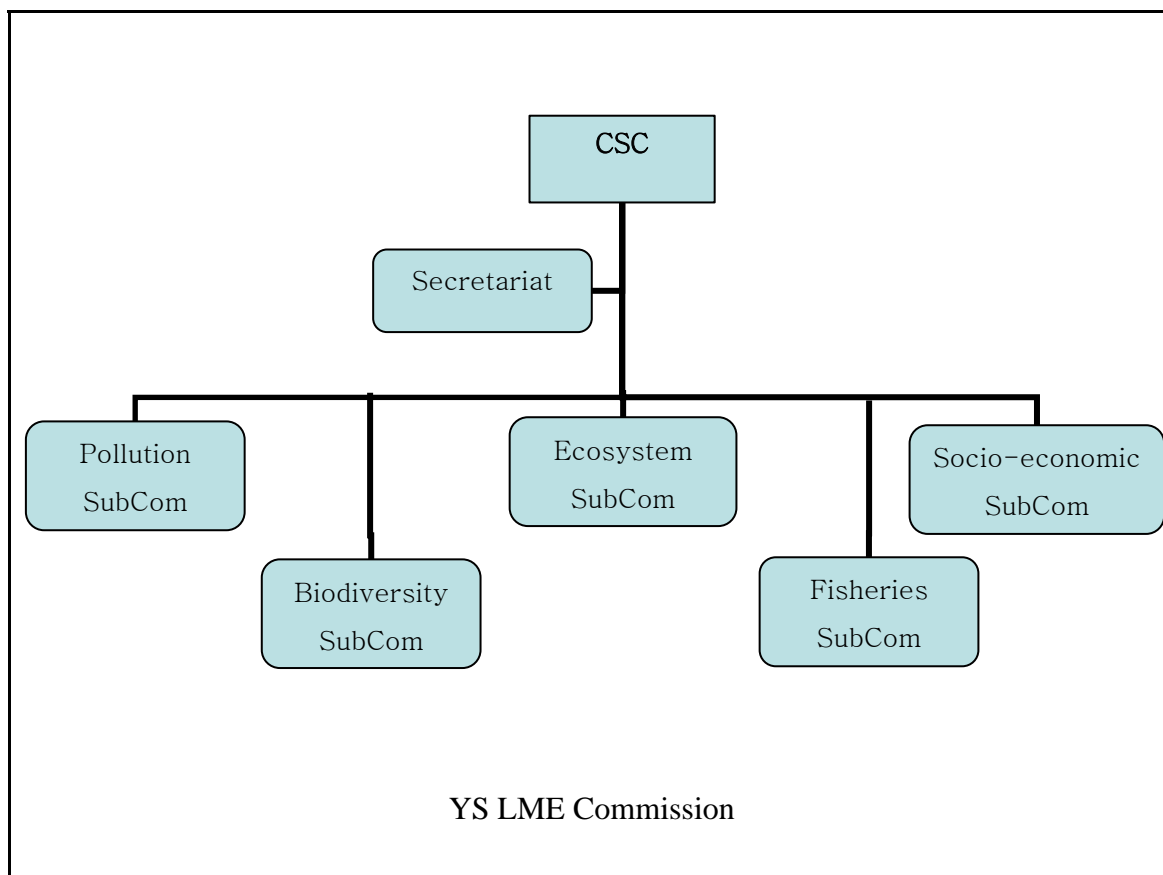 CSC
Secretariat
Pollution
SubCom
Biodiversity
SubCom
Ecosystem
SubCom
Fisheries
SubCom
Socio-economic
SubCom
YS LME Commission